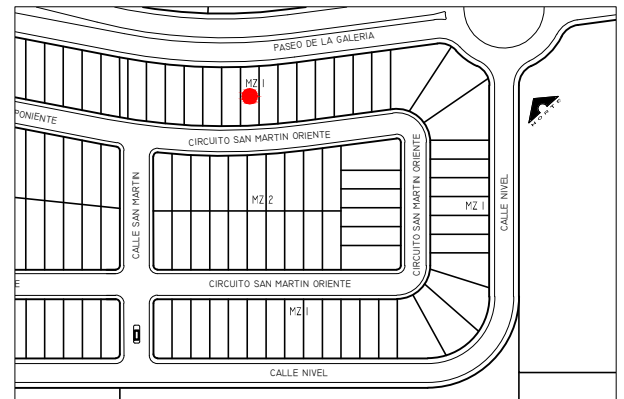 PASEO DE LA GALERIA
MZ 1
PONIENTE
CIRCUITO SAN MARTIN ORIENTE
NORTE
CALLE SAN MARTIN
MZ 2
CIRCUITO SAN MARTIN ORIENTE
MZ 1
CALLE NIVEL
E
CIRCUITO SAN MARTIN ORIENTE
MZ 1
CALLE NIVEL